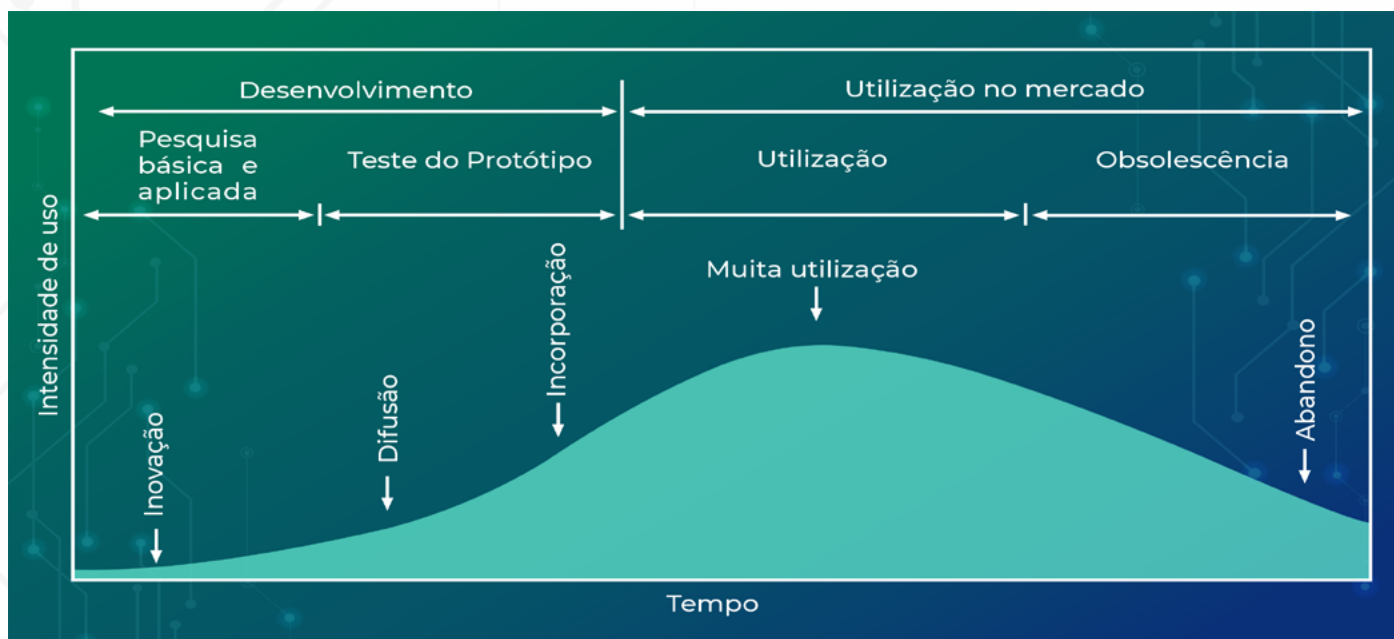 Desenvolvimento
Utilização no mercado
Pesquisa
básica e
aplicada
Teste do Protótipo
Utilização
Obsolescência
Intensidade de uso
Inovação
Difusão
Incorporação
Muita utilização
Abandono
Tempo